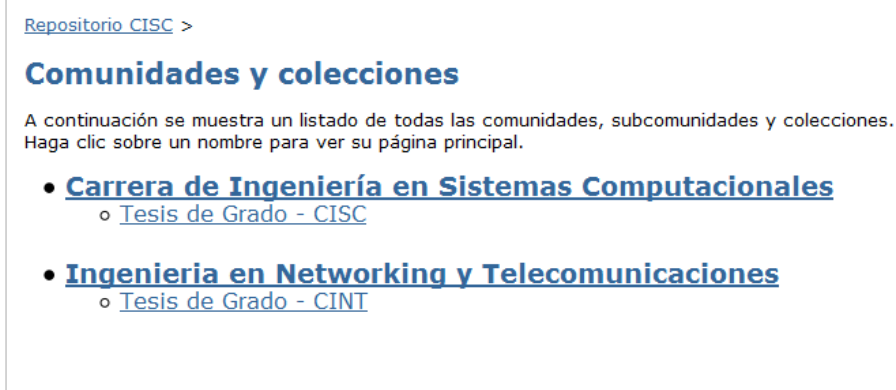 Repositorio CISC >
Comunidades y colecciones
A continuación se muestra un listado de todas las comunidades, subcomunidades y colecciones.
Haga clic sobre un nombre para ver su página principal.
• Carrera de Ingeniería en Sistemas Computacionales
o Tesis de Grado - CISC
• Ingenieria en Networking y Telecomunicaciones
o Tesis de Grado - CINT